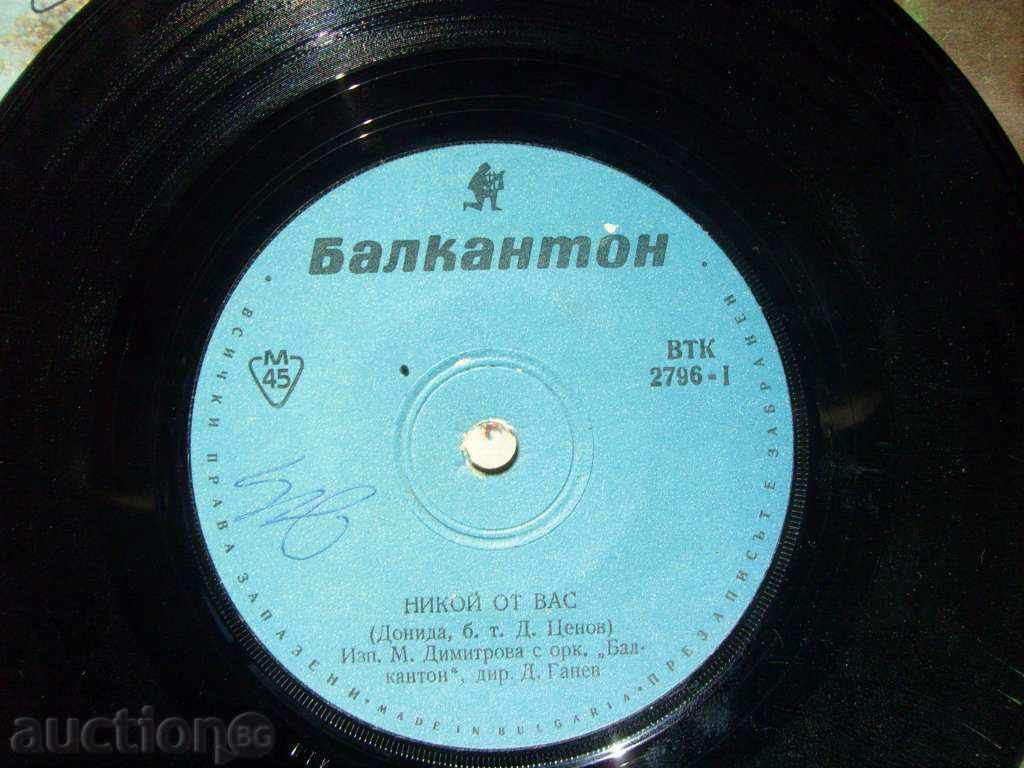 Балкантон
М
45
ВТК
2796-I
НИКОЙ ОТ ВАС
(Донида, б. т. Д. Ценов)
Изп. М. Димитрова с орк. „Бал-
кантон“, дир. Д. Ганев
• ВСИЧКИ ПРАВА ЗАПАЗЕНИ • MADE IN BULGARIA • ПРЕЗАПИСЪТ Е ЗАБРАНЕН •
auction BG